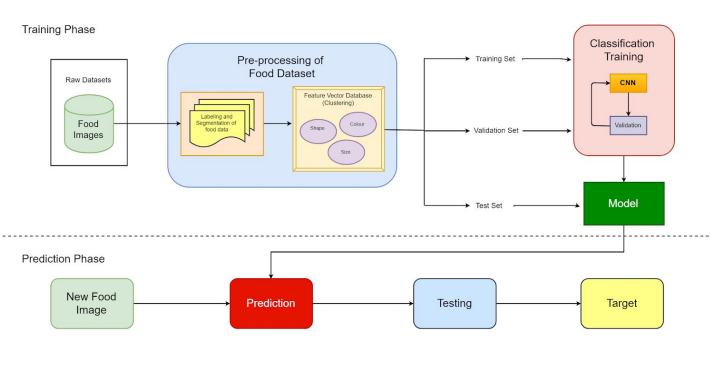 Training Phase
Raw Datasets
Food
Images
Pre-processing of
Food Dataset
Labeling and
Segmentation of
food data
Feature Vector Database
(Clustering)
Shape
Colour
Size
Training Set
Validation Set
Test Set
Classification
Training
CNN
Validation
Model
Prediction Phase
New Food
Image
Prediction
Testing
Target